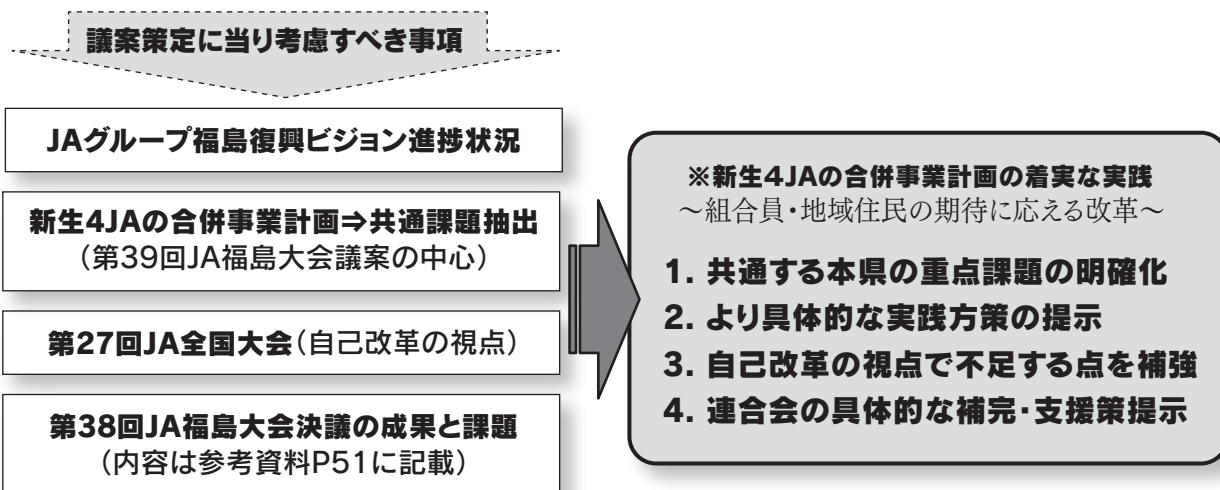 議案策定に当り考慮すべき事項
JAグループ福島復興ビジョン進捗状況
新生4JAの合併事業計画⇒共通課題抽出
（第39回JA福島大会議案の中心）
第27回JA全国大会（自己改革の視点）
第38回JA福島大会決議の成果と課題
（内容は参考資料P51に記載）
※新生4JAの合併事業計画の着実な実践
～組合員・地域住民の期待に応える改革～
1. 共通する本県の重点課題の明確化
2. より具体的な実践方策の提示
3. 自己改革の視点で不足する点を補強
4. 連合会の具体的な補完・支援策提示